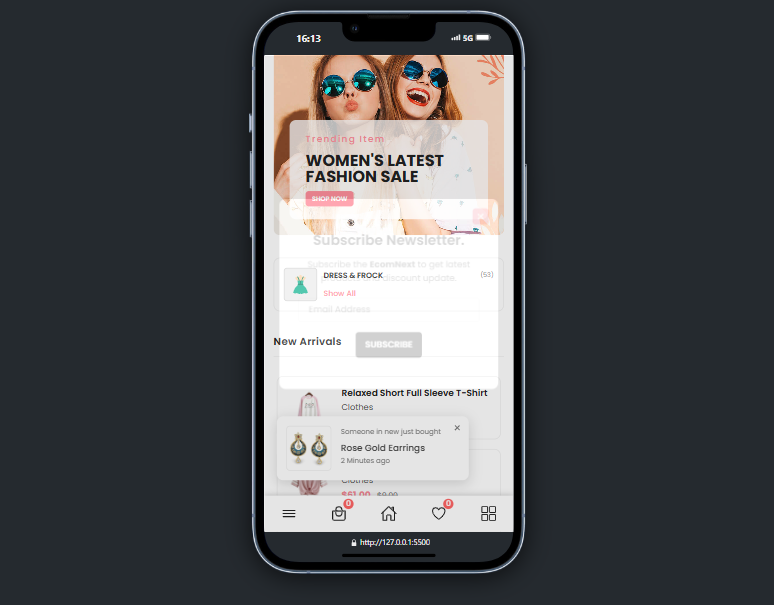 16:13
5G
Trending Item
WOMEN'S LATEST
FASHION SALE
SHOP NOW
Subscribe Newsletter.
Subscribe the EcomNext to get latest
products and discount update.
DRESS & FROCK
(53)
Show All
Email Address
New Arrivals
SUBSCRIBE
Relaxed Short Full Sleeve T-Shirt
Clothes
Someone in new just bought
Rose Gold Earrings
2 Minutes ago
Clothes
$61.00 $9.00
0
0
http://127.0.0.1:5500